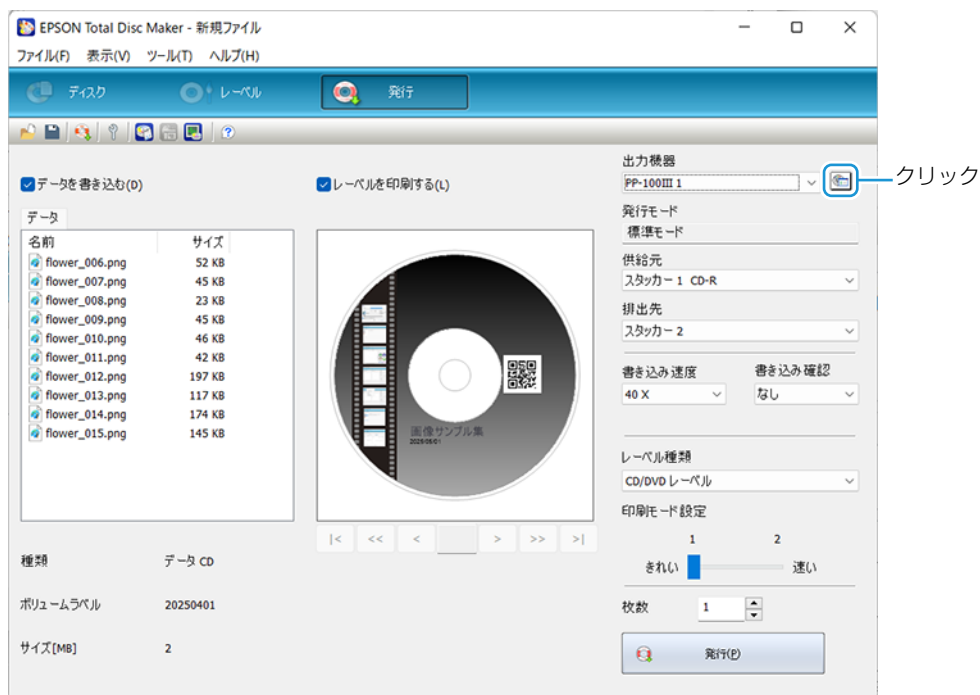 EPSON Total Disc Maker - 新規ファイル
ファイル(F) 表示(V) ツール(T) ヘルプ(H)
ディスク レーベル 発行
データを書き込む(D)
データ
名前 サイズ
flower_006.png 52 KB
flower_007.png 45 KB
flower_008.png 23 KB
flower_009.png 45 KB
flower_010.png 46 KB
flower_011.png 42 KB
flower_012.png 197 KB
flower_013.png 117 KB
flower_014.png 174 KB
flower_015.png 145 KB
種類 データ CD
ボリュームラベル 20250401
サイズ[MB] 2
レーベルを印刷する(L)
画像サンプル集
2025/05/01
|< << < > >> >|
出力機器
PP-100III 1
クリック
発行モード
標準モード
供給元
スタッカー 1 CD-R
排出先
スタッカー 2
書き込み速度 書き込み確認
40 X なし
レーベル種類
CD/DVD レーベル
印刷モード設定
1 2
きれい 速い
枚数 1
発行(P)